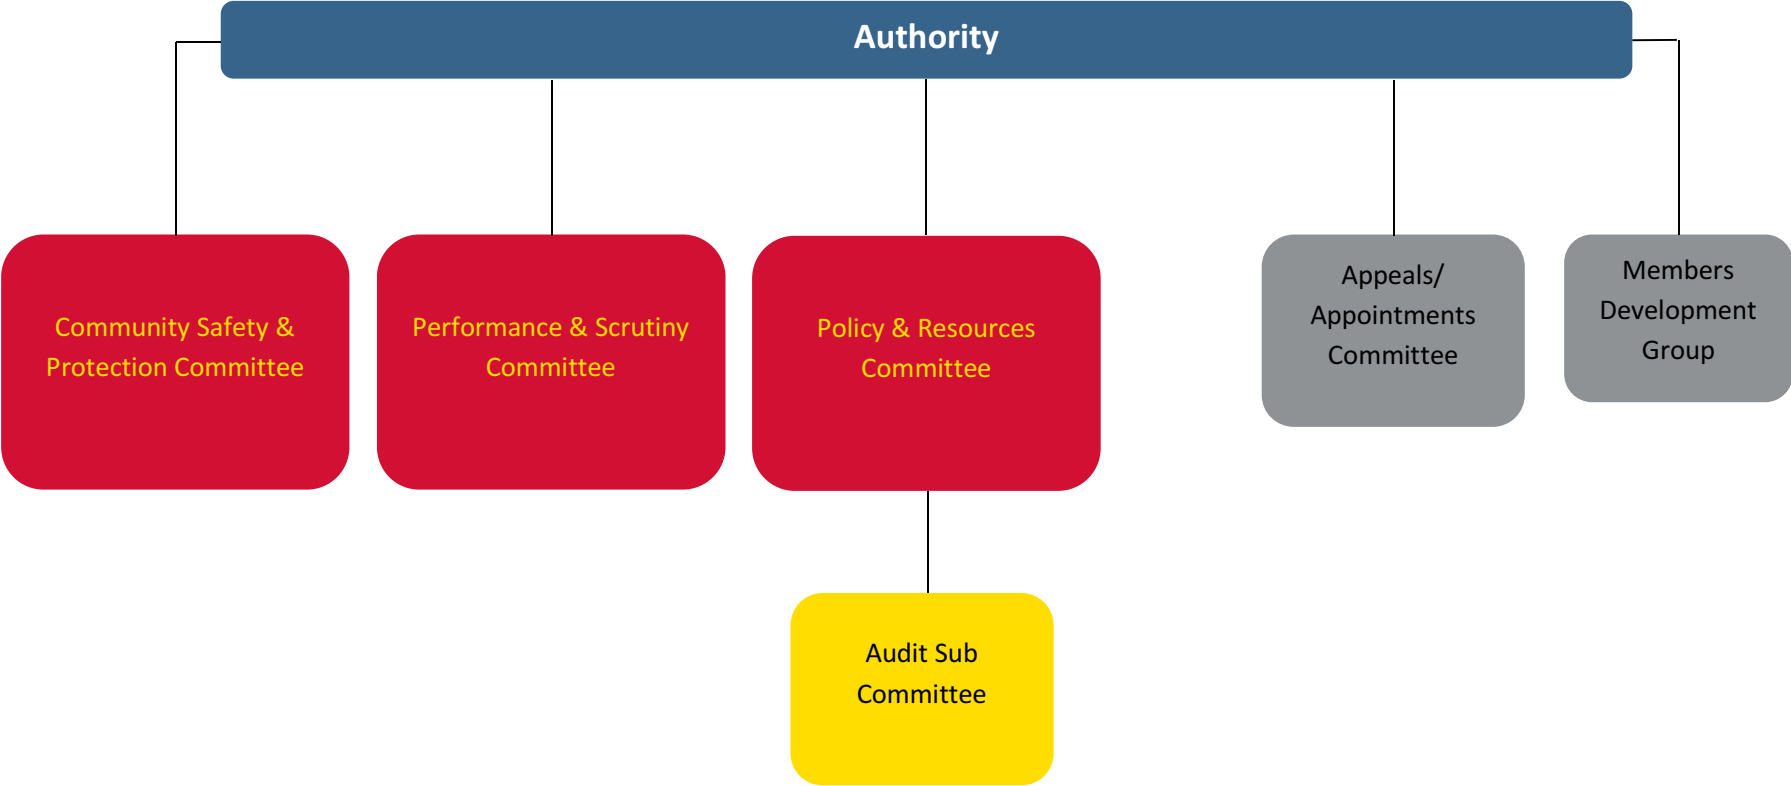 Authority
Community Safety &
Protection Committee
Performance & Scrutiny
Committee
Policy & Resources
Committee
Appeals/
Appointments
Committee
Members
Development
Group
Audit Sub
Committee